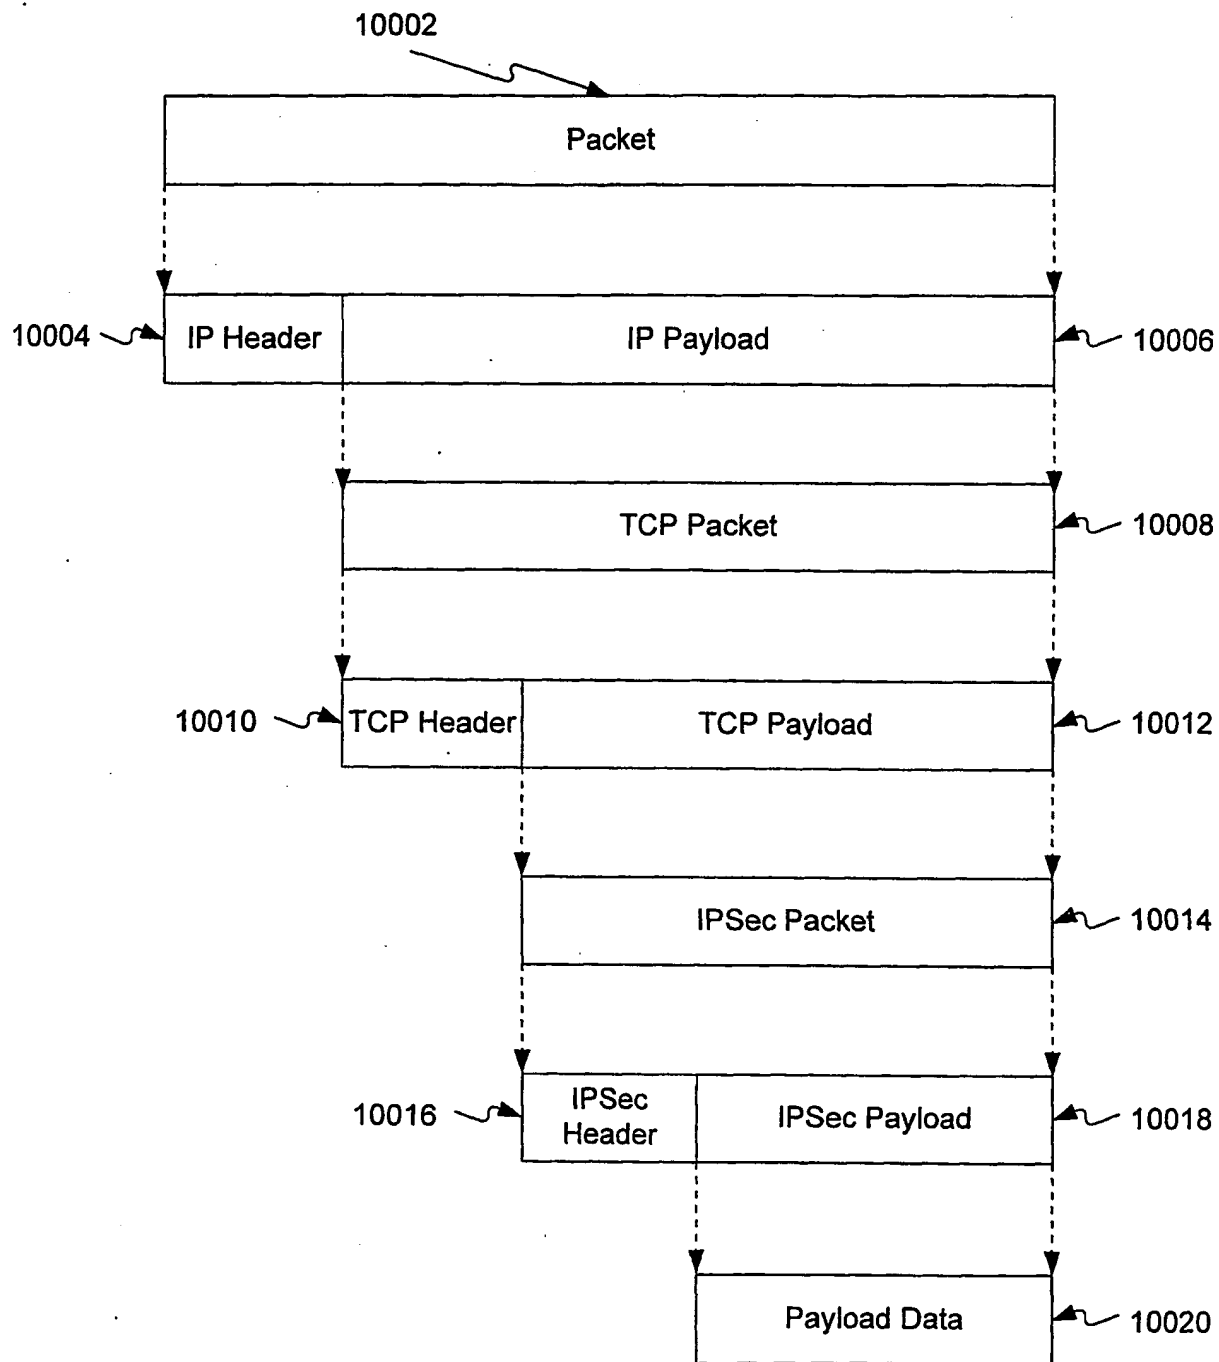 10002
Packet
10004
IP Header
IP Payload
10006
TCP Packet
10008
10010
TCP Header
TCP Payload
10012
IPSec Packet
10014
10016
IPSec
Header
IPSec Payload
10018
Payload Data
10020